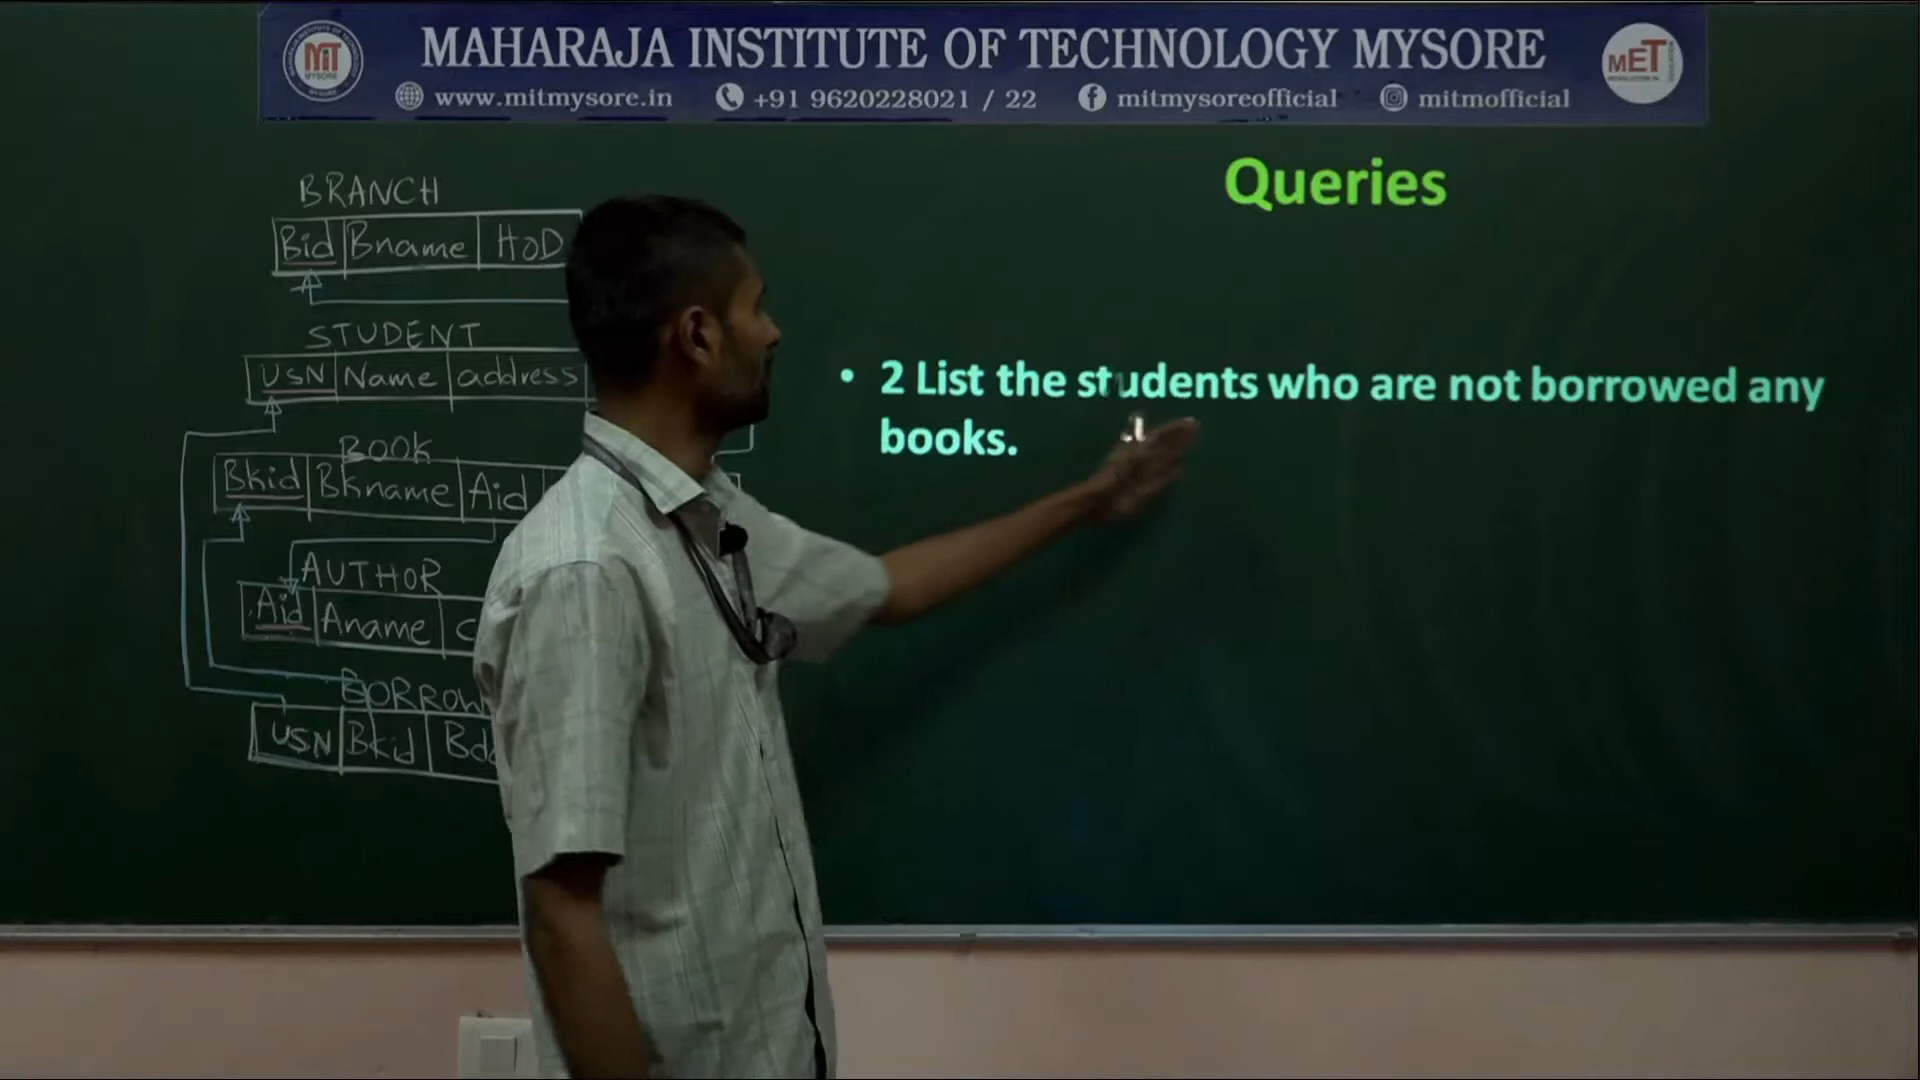 MAHARAJA INSTITUTE OF TECHNOLOGY MYSORE
MIT
MYSORE
MET
www.mitmysore.in +91 9620228021 / 22 mitmysoreofficial mitmofficial
Queries
• 2 List the students who are not borrowed any
books.
BRANCH
Bid Bname HOD
STUDENT
USN Name address
BOOK
Bkid Bkname Aid
AUTHOR
Aid Aname
BORROW
USN Bkid